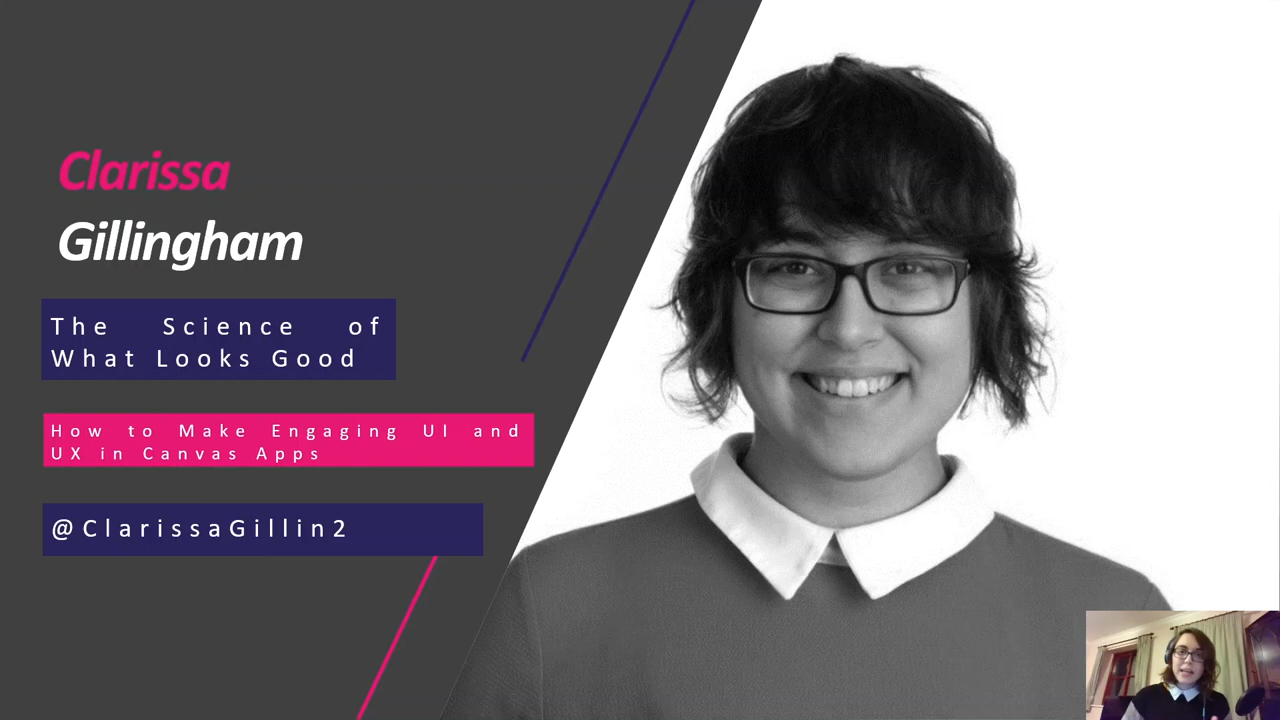 Clarissa
Gillingham
The Science of
What Looks Good
How to Make Engaging UI and
UX in Canvas Apps
@ClarissaGillin2